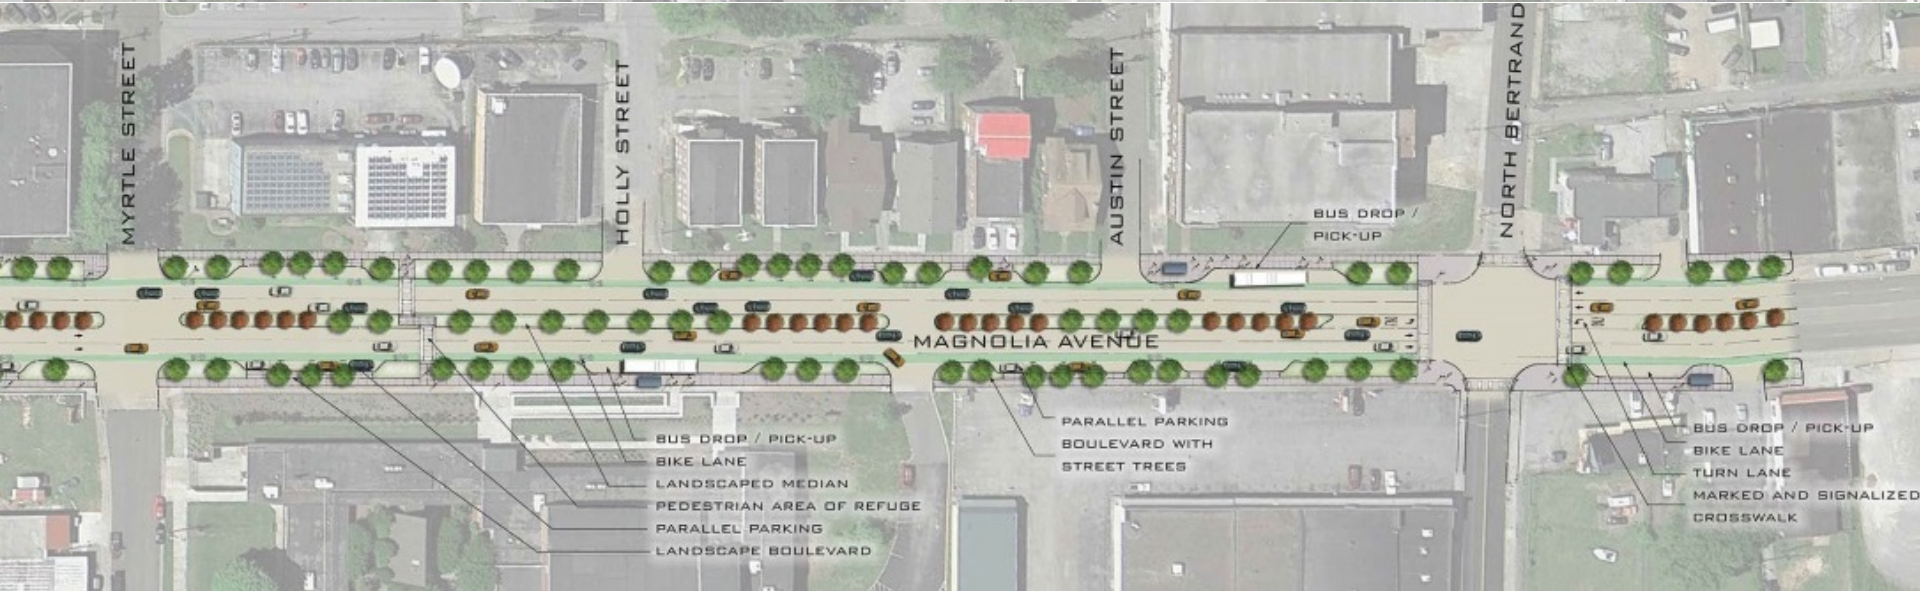 MYRTLE STREET
HOLLY STREET
AUSTIN STREET
NORTH BERTRAND
BUS DROP /
PICK-UP
MAGNOLIA AVENUE
BUS DROP / PICK-UP
BIKE LANE
LANDSCAPED MEDIAN
PEDESTRIAN AREA OF REFUGE
PARALLEL PARKING
LANDSCAPE BOULEVARD
PARALLEL PARKING
BOULEVARD WITH
STREET TREES
BUS DROP / PICK-UP
BIKE LANE
TURN LANE
MARKED AND SIGNALIZED
CROSSWALK